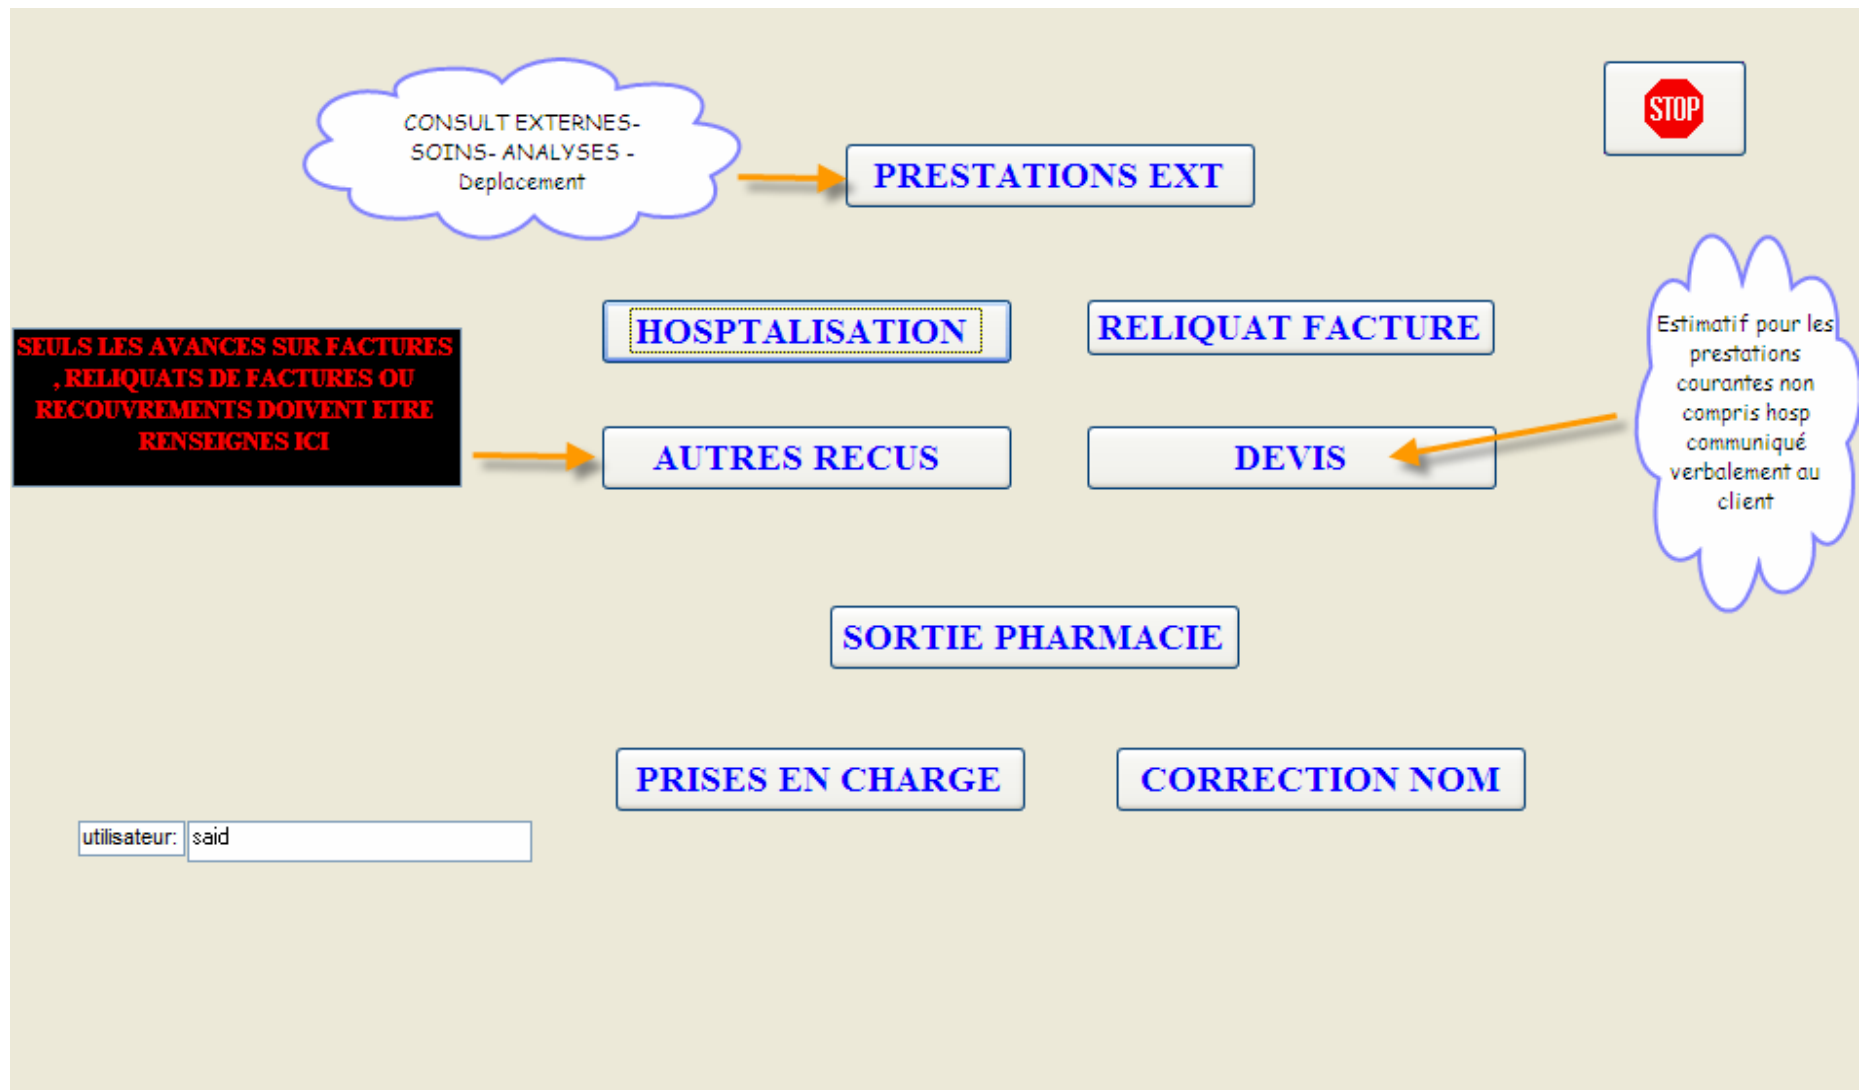 CONSULT EXTERNES-
SOINS- ANALYSES -
Deplacement
STOP
PRESTATIONS EXT
HOSPTALISATION
RELIQUAT FACTURE
SEULS LES AVANCES SUR FACTURES
, RELIQUATS DE FACTURES OU
RECOUVREMENTS DOIVENT ETRE
RENSEIGNES ICI
Estimatif pour les
prestations
courantes non
compris hosp
communiqué
verbalement au
client
AUTRES RECUS
DEVIS
SORTIE PHARMACIE
PRISES EN CHARGE
CORRECTION NOM
utilisateur: said